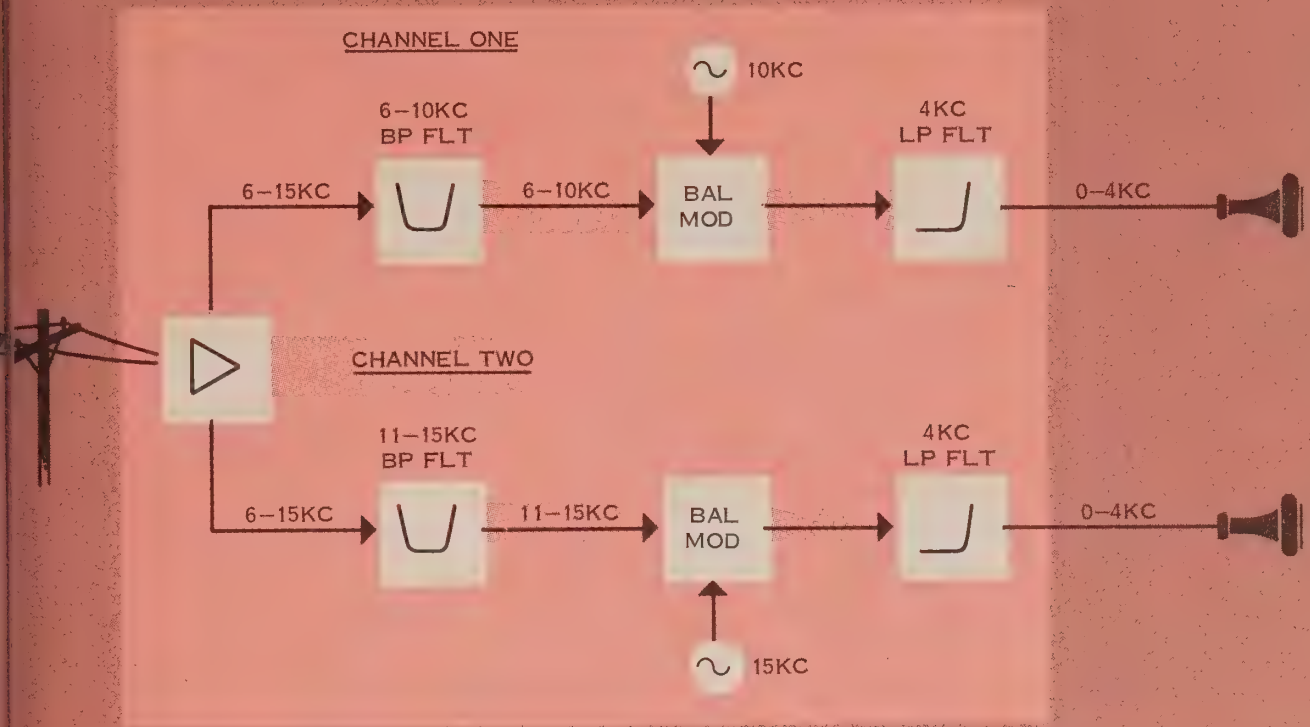 CHANNEL ONE
10KC
6–10KC
BP FLT
4KC
LP FLT
6–15KC
6–10KC
BAL
MOD
0–4KC
CHANNEL TWO
11–15KC
BP FLT
4KC
LP FLT
6–15KC
11–15KC
BAL
MOD
0–4KC
15KC